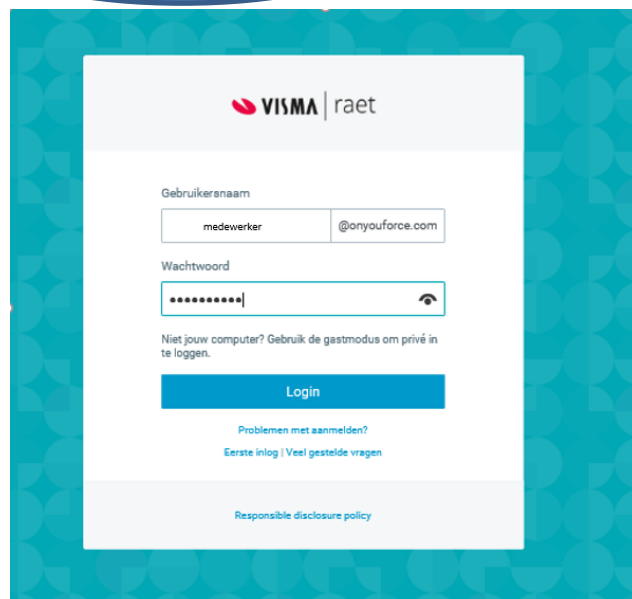 VISMA | raet
Gebruikersnaam
medewerker @onyouforce.com
Wachtwoord
••••••••••
Niet jouw computer? Gebruik de gastmodus om privé in
te loggen.
Login
Problemen met aanmelden?
Eerste inlog | Veel gestelde vragen
Responsible disclosure policy